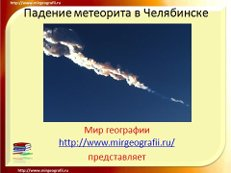 http://www.mirgeografii.ru
Падение метеорита в Челябинске
Мир географии
http://www.mirgeografii.ru/
представляет
http://www.mirgeografii.ru